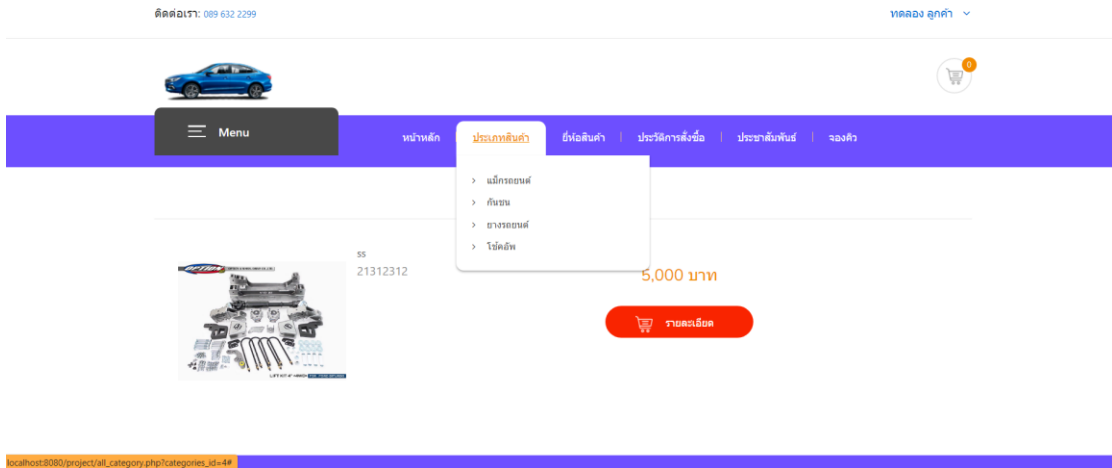 ติดต่อเรา: 089 632 2299
ทดลอง ลูกค้า
0
Menu
หน้าหลัก
ประเภทสินค้า
ยี่ห้อสินค้า
ประวัติการสั่งซื้อ
ประชาสัมพันธ์
จองคิว
แม็กรถยนต์
กันชน
ยางรถยนต์
โช้คอัพ
ss
21312312
5,000 บาท
รายละเอียด
OPTION
localhost:8080/project/all_category.php?categories_id=4#